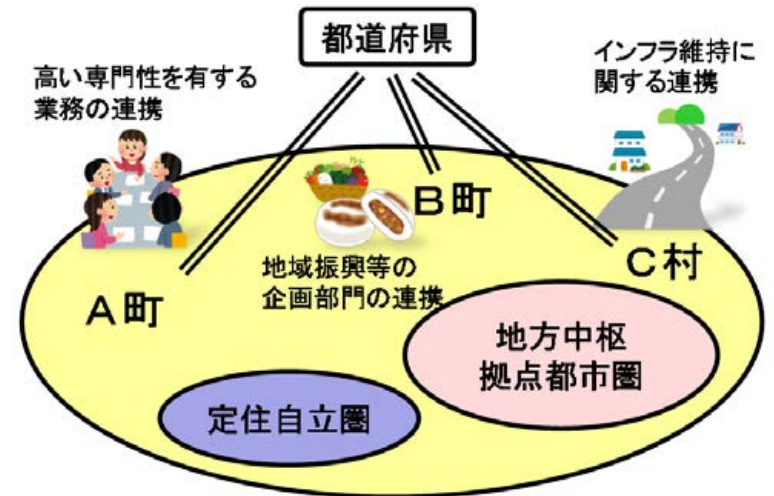 都道府県
高い専門性を有する
業務の連携
インフラ維持に
関する連携
B町
地域振興等の
企画部門の連携
C村
A町
地方中枢
拠点都市圏
定住自立圏